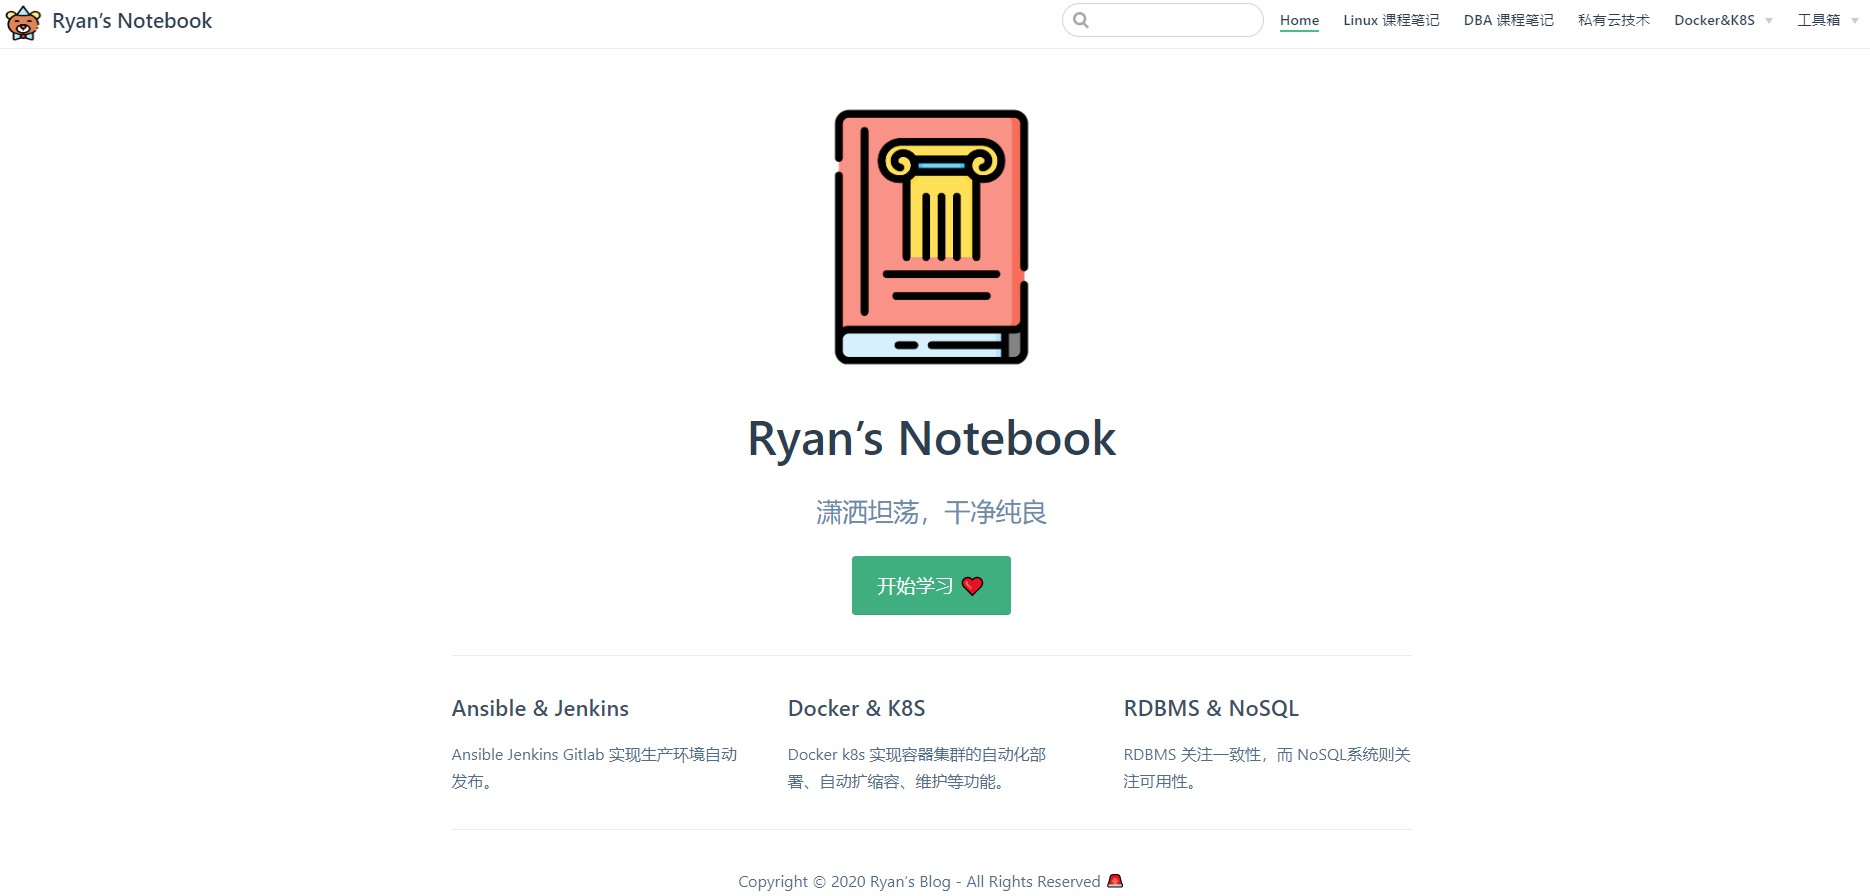 Ryan’s Notebook
Home
Linux 课程笔记
DBA 课程笔记
私有云技术
Docker&K8S
工具箱
Ryan’s Notebook
潇洒坦荡，干净纯良
开始学习 ❤️
Ansible & Jenkins
Ansible Jenkins Gitlab 实现生产环境自动
发布。
Docker & K8S
Docker k8s 实现容器集群的自动化部
署、自动扩缩容、维护等功能。
RDBMS & NoSQL
RDBMS 关注一致性，而 NoSQL系统则关
注可用性。
Copyright © 2020 Ryan’s Blog - All Rights Reserved 🚨